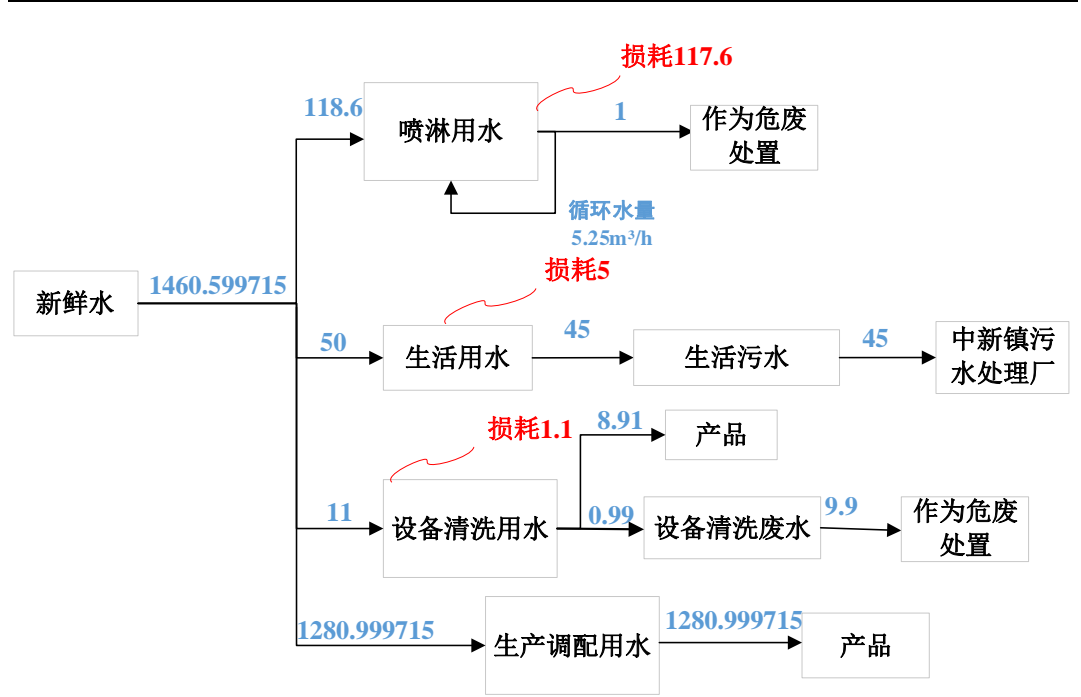 损耗117.6
118.6
喷淋用水
1
作为危废
处置
循环水量
5.25m³/h
新鲜水
1460.599715
损耗5
50
生活用水
45
生活污水
45
中新镇污
水处理厂
损耗1.1
8.91
产品
11
设备清洗用水
0.99
设备清洗废水
9.9
作为危废
处置
1280.999715
生产调配用水
1280.999715
产品